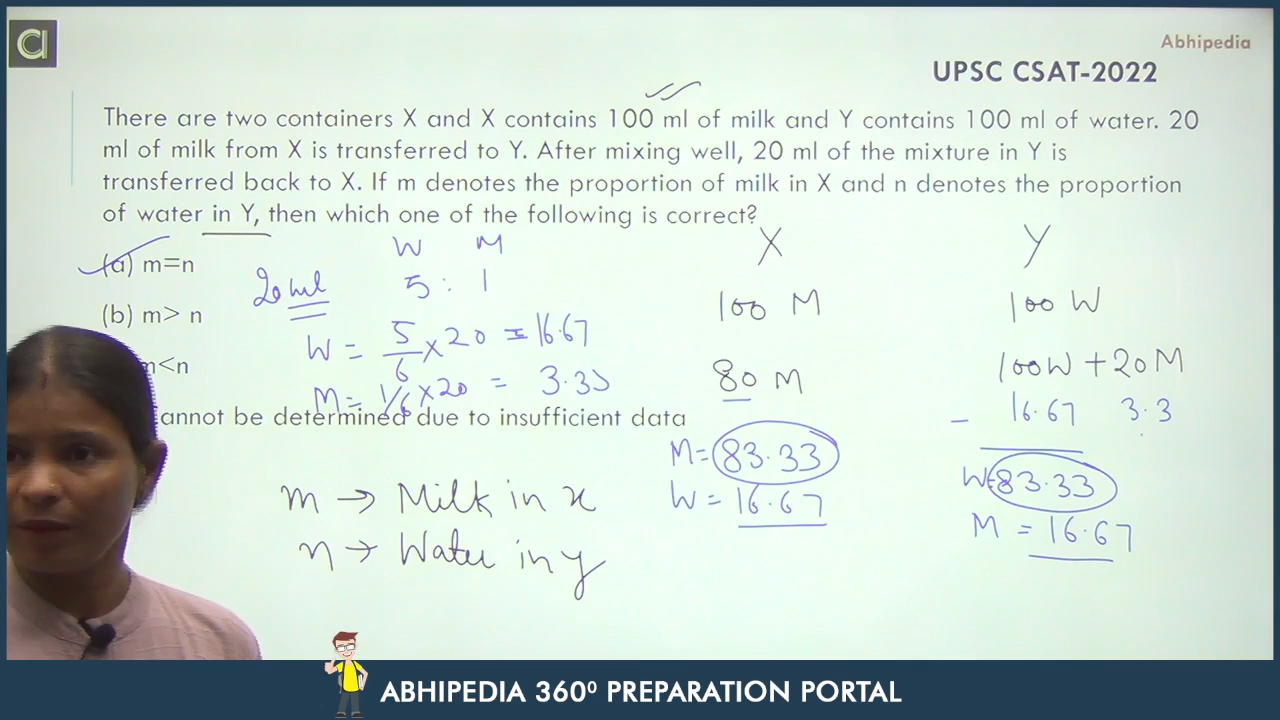 Abhipedia
UPSC CSAT-2022
There are two containers X and X contains 100 ml of milk and Y contains 100 ml of water. 20
ml of milk from X is transferred to Y. After mixing well, 20 ml of the mixture in Y is
transferred back to X. If m denotes the proportion of milk in X and n denotes the proportion
of water in Y, then which one of the following is correct?
(a) m=n
(b) m> n
m<n
annot be determined due to insufficient data
W M
20 ml 5 : 1
W = 5/6 × 20 = 16.67
M = 1/6 × 20 = 3.33
m → Milk in x
n → Water in y
X
100 M
80 M
M = 83.33
W = 16.67
Y
100 W
100W + 20 M
- 16.67 3.3
W = 83.33
M = 16.67
ABHIPEDIA 360⁰ PREPARATION PORTAL